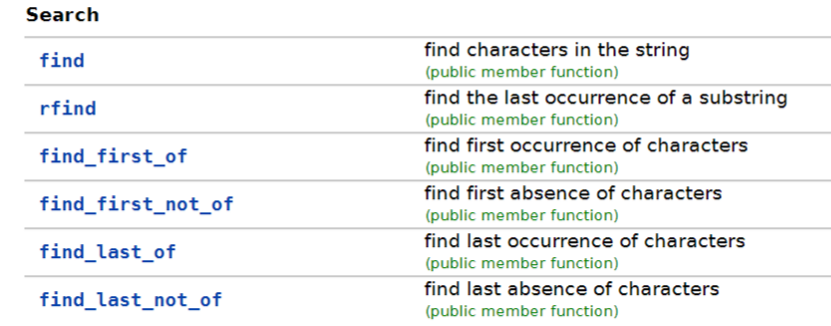 Search
find
find characters in the string
(public member function)
rfind
find the last occurrence of a substring
(public member function)
find_first_of
find first occurrence of characters
(public member function)
find_first_not_of
find first absence of characters
(public member function)
find_last_of
find last occurrence of characters
(public member function)
find_last_not_of
find last absence of characters
(public member function)